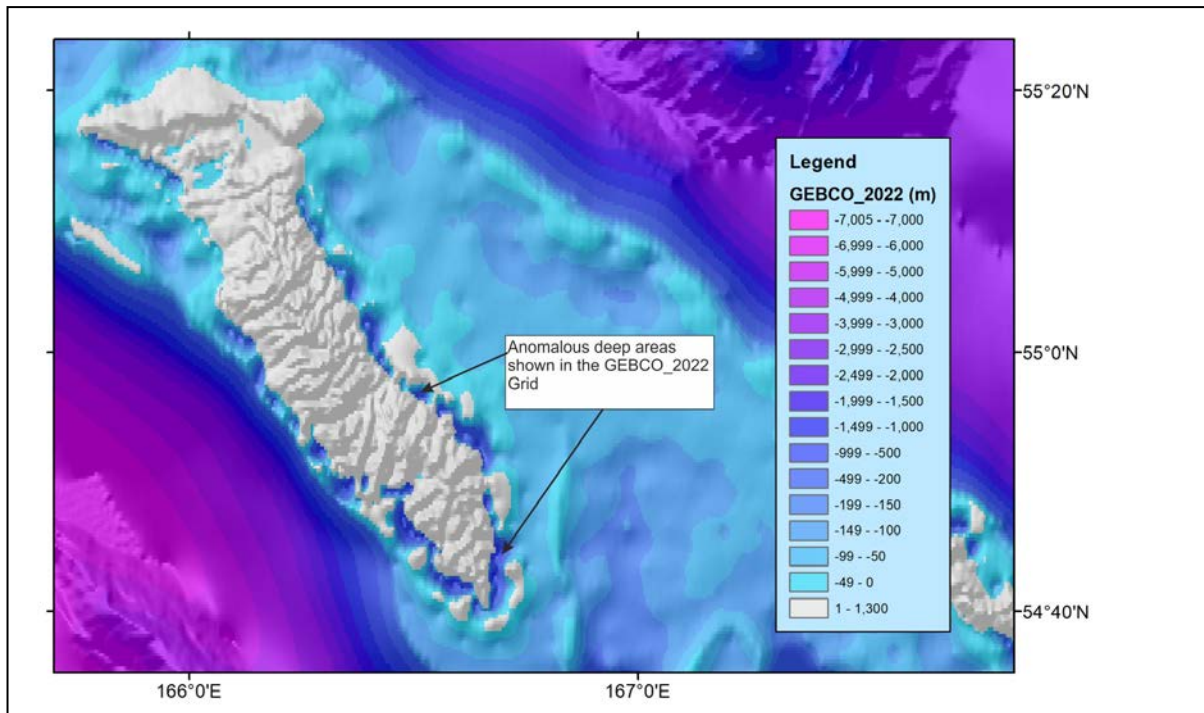 55°20'N
Legend
GEBCO_2022 (m)
-7,005 - -7,000
-6,999 - -6,000
-5,999 - -5,000
-4,999 - -4,000
-3,999 - -3,000
-2,999 - -2,500
-2,499 - -2,000
-1,999 - -1,500
-1,499 - -1,000
-999 - -500
-499 - -200
-199 - -150
-149 - -100
-99 - -50
-49 - 0
1 - 1,300
Anomalous deep areas
shown in the GEBCO_2022
Grid
55°0'N
54°40'N
166°0'E
167°0'E